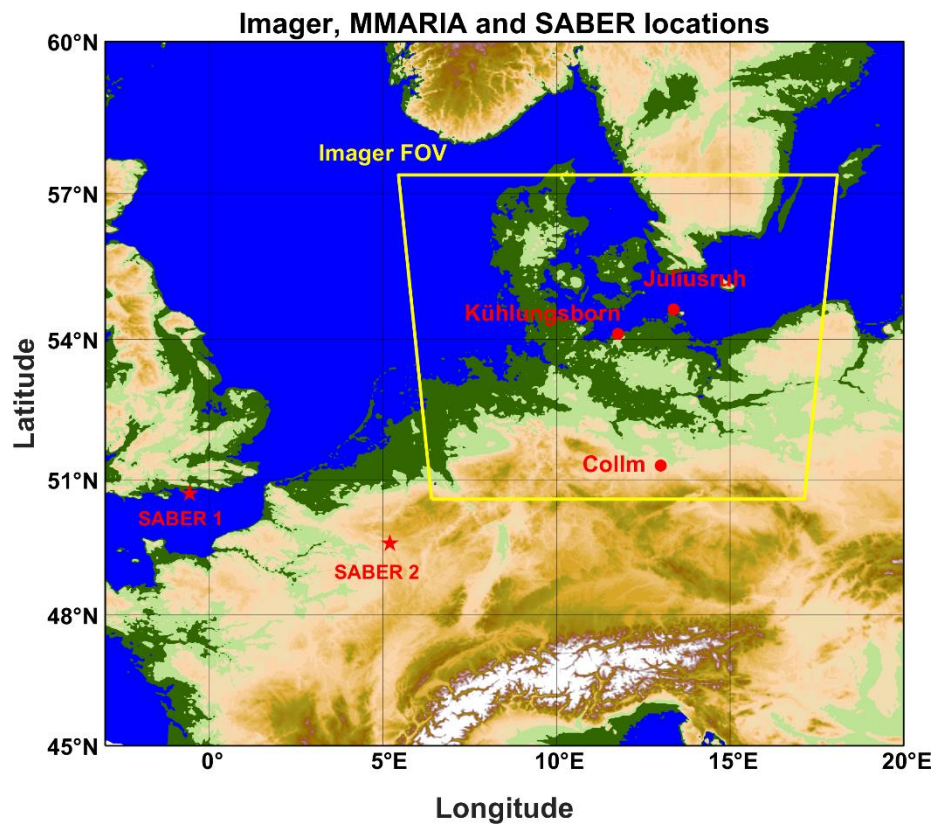 Imager, MMARIA and SABER locations
60°N
Imager FOV
57°N
Juliusruh
Kühlungsborn
54°N
Latitude
Collm
51°N
SABER 1
SABER 2
48°N
45°N
0°
5°E
10°E
15°E
20°E
Longitude